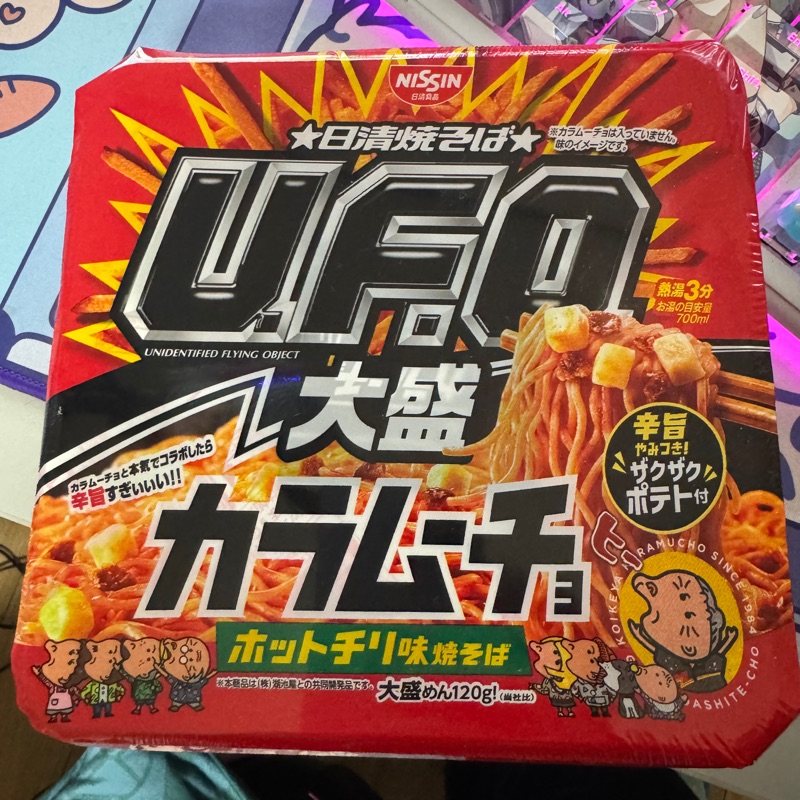 NISSIN
日清食品
★日清焼そば★
※カラムーチョは入っていません。
味のイメージです。
U.F.O.
UNIDENTIFIED FLYING OBJECT
熱湯3分
お湯の目安量
700ml
大盛
カラムーチョと本気でコラボしたら
辛旨すぎいいい!!
辛旨
やみつき!
ザクザク
ポテト付
カラムーチョ
ホットチリ味焼そば
KOIKEYA KARAMUCHO SINCE 1984
※本商品は(株)湖池屋との共同開発品です。
大盛めん120g!(当社比)